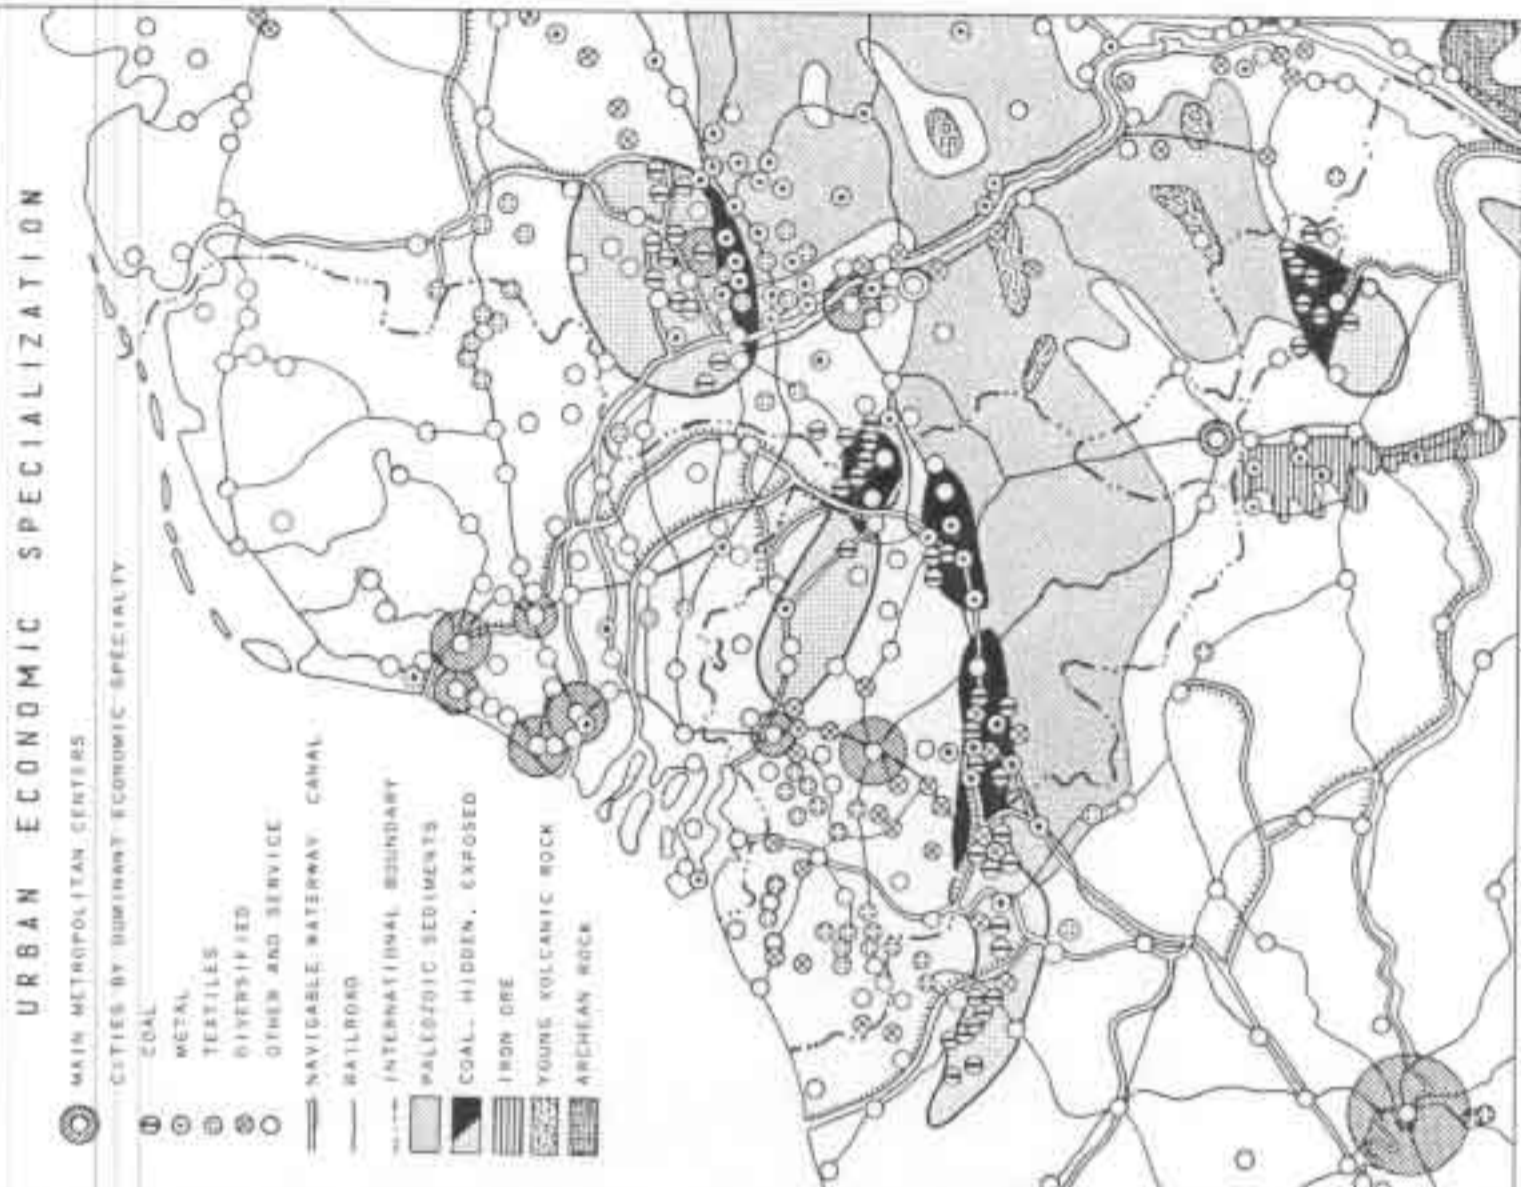 URBAN ECONOMIC SPECIALIZATION
MAIN METROPOLITAN CENTERS
CITIES BY DOMINANT ECONOMIC SPECIALTY
COAL
METAL
TEXTILES
DIVERSIFIED
OTHER AND SERVICE
NAVIGABLE WATERWAY CANAL
RAILROAD
INTERNATIONAL BOUNDARY
PALEOZOIC SEDIMENTS
COAL, HIDDEN, EXPOSED
IRON ORE
YOUNG VOLCANIC ROCK
ARCHEAN ROCK